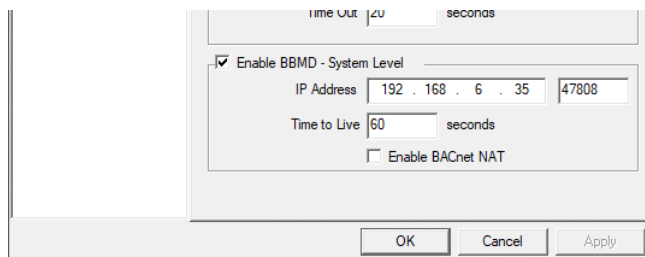 Time Out 20 seconds
Enable BBMD - System Level
IP Address 192 . 168 . 6 . 35 47808
Time to Live 60 seconds
Enable BACnet NAT
OK Cancel Apply